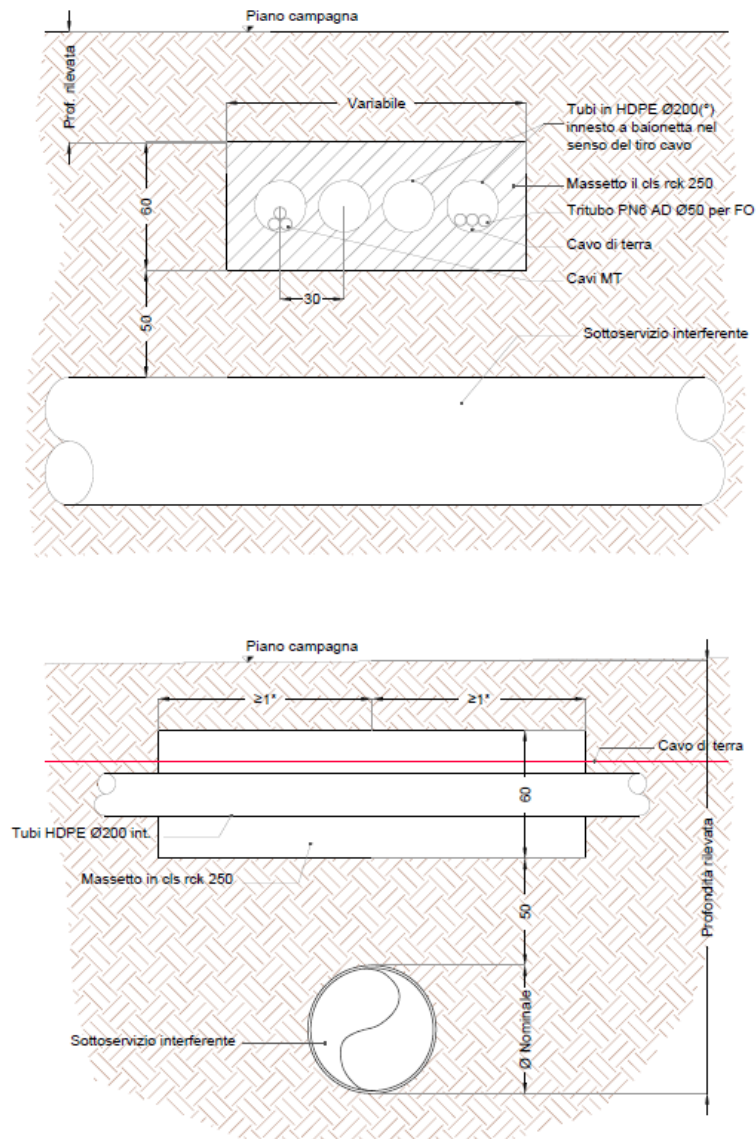 Piano campagna
Prof. rilevata
Variabile
Tubi in HDPE Ø200(*)
innesto a baionetta nel
senso del tiro cavo
Massetto il cls rck 250
60
Tritubo PN6 AD Ø50 per FO
Cavo di terra
Cavi MT
30
50
Sottoservizio interferente
Piano campagna
≥1*
≥1*
Cavo di terra
60
Tubi HDPE Ø200 int.
Massetto in cls rck 250
Profondità rilevata
50
Sottoservizio interferente
Ø Nominale